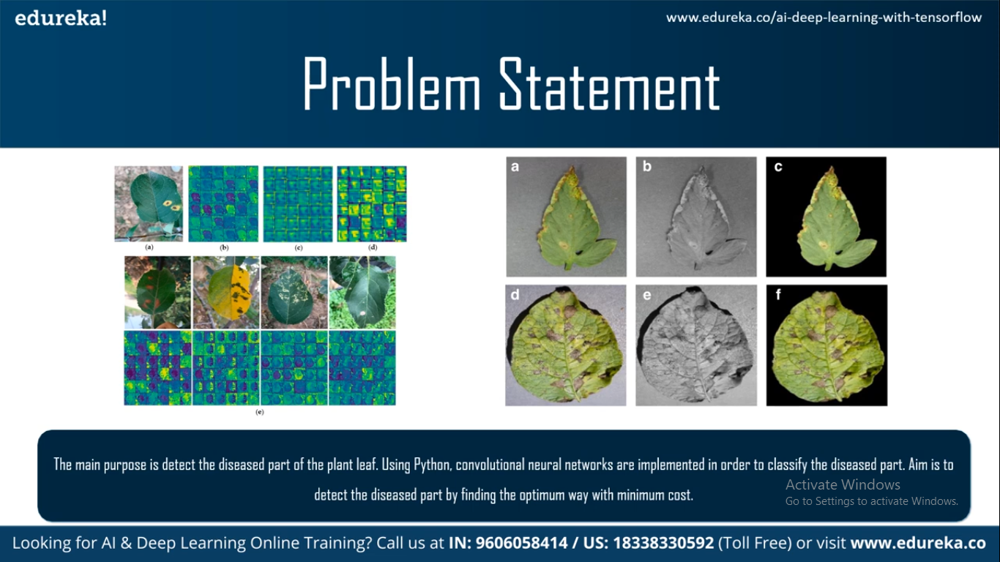 edureka!
www.edureka.co/ai-deep-learning-with-tensorflow
Problem Statement
(a)
(b)
(c)
(d)
(e)
a
b
c
d
e
f
The main purpose is detect the diseased part of the plant leaf. Using Python, convolutional neural networks are implemented in order to classify the diseased part. Aim is to
detect the diseased part by finding the optimum way with minimum cost.
Activate Windows
Go to Settings to activate Windows.
Looking for AI & Deep Learning Online Training? Call us at IN: 9606058414 / US: 18338330592 (Toll Free) or visit www.edureka.co